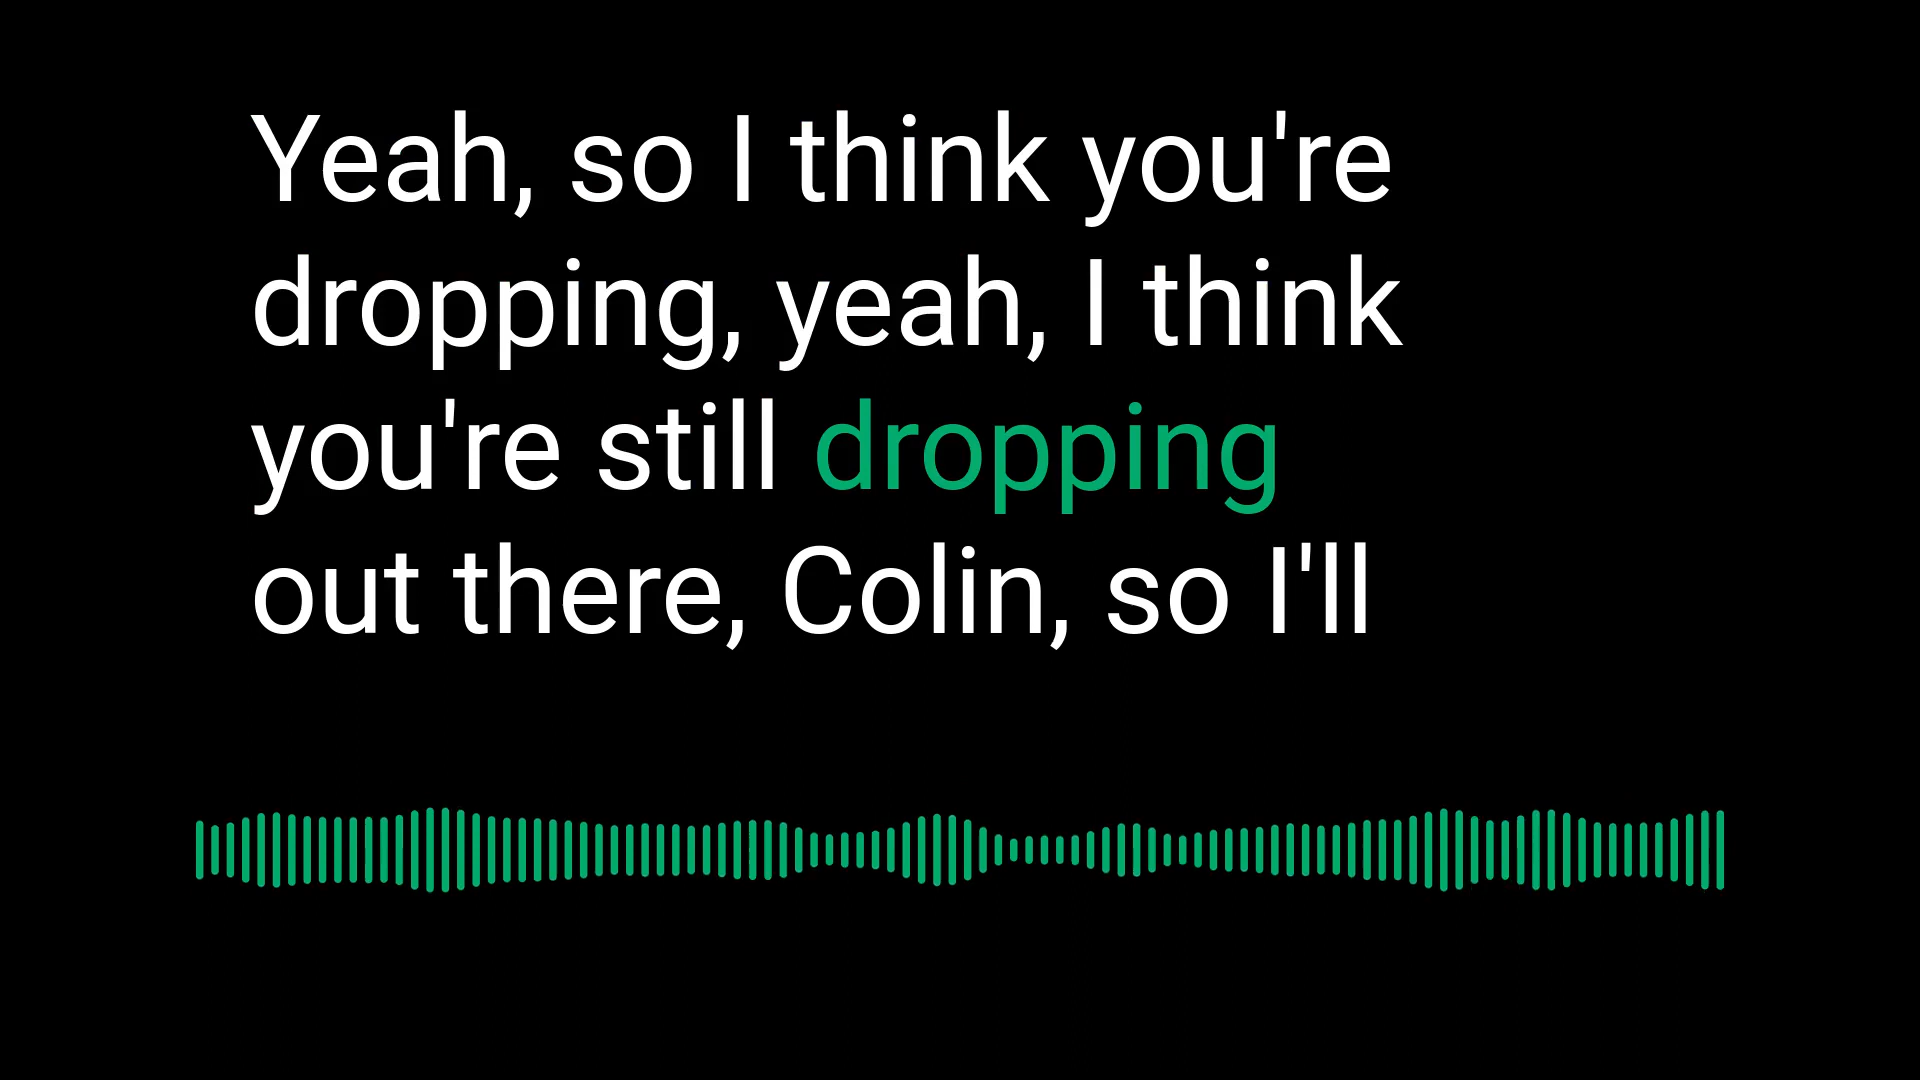 Yeah, so I think you're
dropping, yeah, I think
you're still dropping
out there, Colin, so I'll